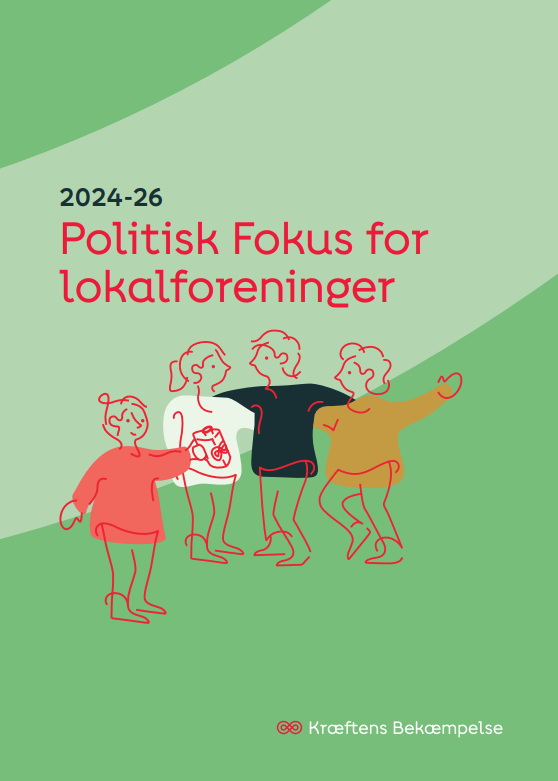 2024-26
Politisk Fokus for
lokalforeninger
Kræftens Bekæmpelse